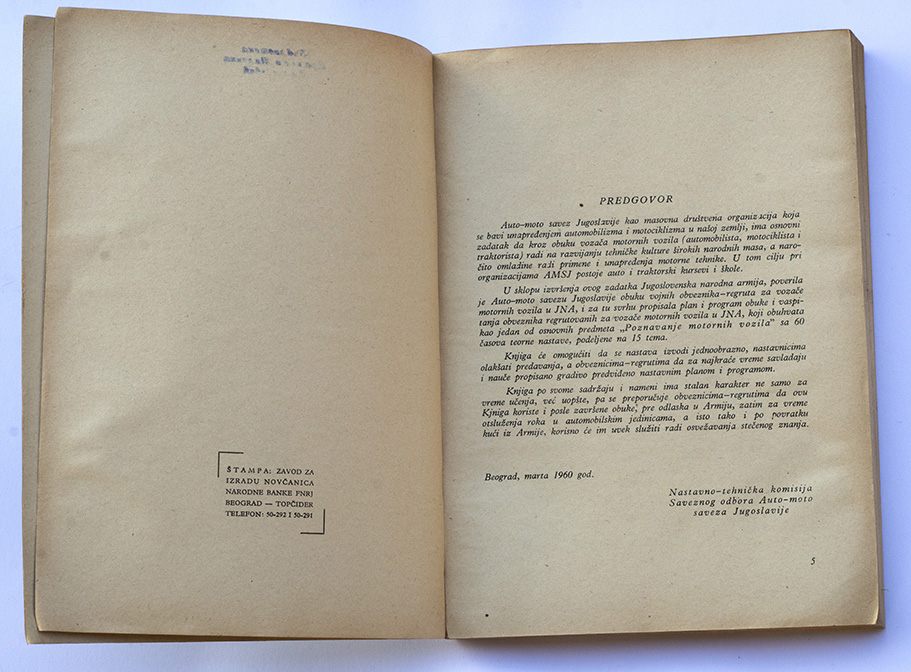 ŠTAMPA: ZAVOD ZA
IZRADU NOVČANICA
NARODNE BANKE FNRJ
BEOGRAD — TOPČIDER
TELEFON: 50-292 I 50-291
PREDGOVOR
Auto-moto savez Jugoslavije kao masovna društvena organizacija koja
se bavi unapređenjem automobilizma i motociklizma u našoj zemlji, ima osnovni
zadatak da kroz obuku vozača motornih vozila (automobilista, motociklista i
traktorista) radi na razvijanju tehničke kulture širokih narodnih masa, a naro-
čito omladine radi primene i unapređenja motorne tehnike. U tom cilju pri
organizacijama AMSJ postoje auto i traktorski kursevi i škole.
U sklopu izvršenja ovog zadatka Jugoslovenska narodna armija, poverila
je Auto-moto savezu Jugoslavije obuku vojnih obveznika-regruta za vozače
motornih vozila u JNA, i za tu svrhu propisala plan i program obuke i vaspi-
tanja obveznika regrutovanih za vozače motornih vozila u JNA, koji obuhvata
kao jedan od osnovnih predmeta „Poznavanje motornih vozila" sa 60
časova teorne nastave, podeljene na 15 tema.
Knjiga će omogućiti da se nastava izvodi jednoobrazno, nastavnicima
olakšati predavanja, a obveznicima-regrutima da za najkraće vreme savladaju
i nauče propisano gradivo predviđeno nastavnim planom i programom.
Knjiga po svome sadržaju i nameni ima stalan karakter ne samo za
vreme učenja, već uopšte, pa se preporučuje obveznicima-regrutima da ovu
Kjniga koriste i posle završene obuke, pre odlaska u Armiju, zatim za vreme
otsluženja roka u automobilskim jedinicama, a isto tako i po povratku
kući iz Armije, korisno će im uvek služiti radi osvežavanja stečenog znanja.
Beograd, marta 1960 god.
Nastavno-tehnička komisija
Saveznog odbora Auto-moto
saveza Jugoslavije
5